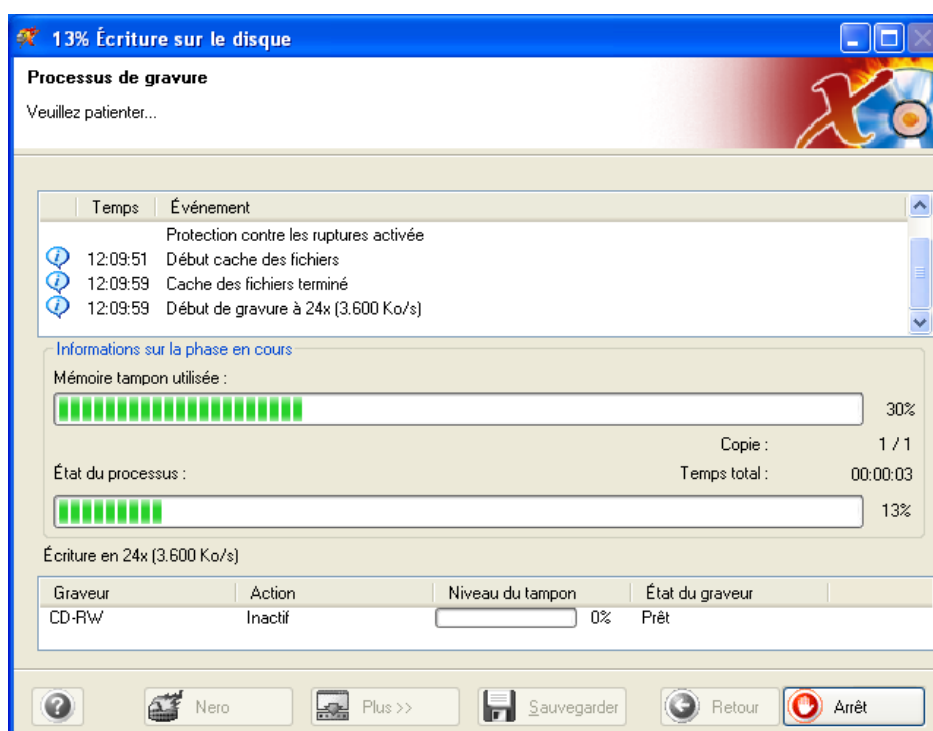 13% Écriture sur le disque
Processus de gravure
Veuillez patienter...
Temps Événement
Protection contre les ruptures activée
12:09:51 Début cache des fichiers
12:09:59 Cache des fichiers terminé
12:09:59 Début de gravure à 24x (3.600 Ko/s)
Informations sur la phase en cours
Mémoire tampon utilisée :
30%
Copie : 1 / 1
État du processus : Temps total : 00:00:03
13%
Écriture en 24x (3.600 Ko/s)
Graveur Action Niveau du tampon État du graveur
CD-RW Inactif 0% Prêt
Nero Plus >> Sauvegarder Retour Arrêt